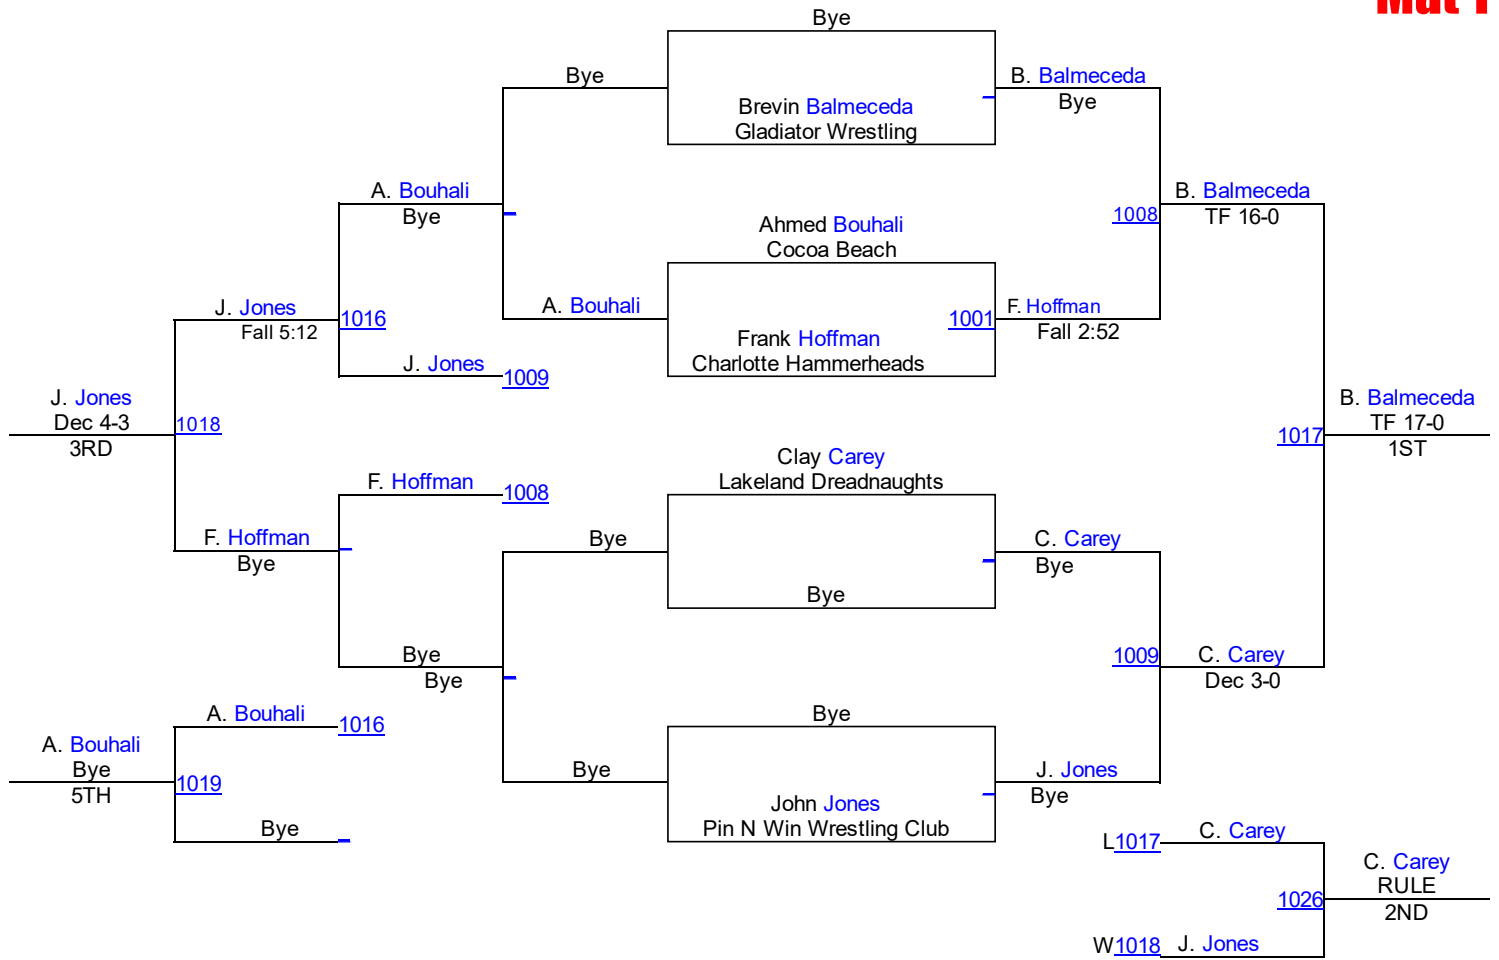 Bye
Bye
B. Balmeceda
Bye
Brevin Balmeceda
Gladiator Wrestling
A. Bouhali
Bye
B. Balmeceda
1008
TF 16-0
Ahmed Bouhali
Cocoa Beach
J. Jones
1016
Fall 5:12
A. Bouhali
F. Hoffman
1001
Fall 2:52
Frank Hoffman
Charlotte Hammerheads
J. Jones
1009
J. Jones
Dec 4-3
1018
3RD
B. Balmeceda
TF 17-0
1017
1ST
Clay Carey
Lakeland Dreadnaughts
F. Hoffman
1008
F. Hoffman
Bye
Bye
C. Carey
Bye
Bye
Bye
Bye
1009
C. Carey
Dec 3-0
A. Bouhali
1016
Bye
A. Bouhali
Bye
1019
5TH
Bye
J. Jones
Bye
John Jones
Pin N Win Wrestling Club
Bye
L1017
C. Carey
C. Carey
RULE
1026
2ND
W1018
J. Jones